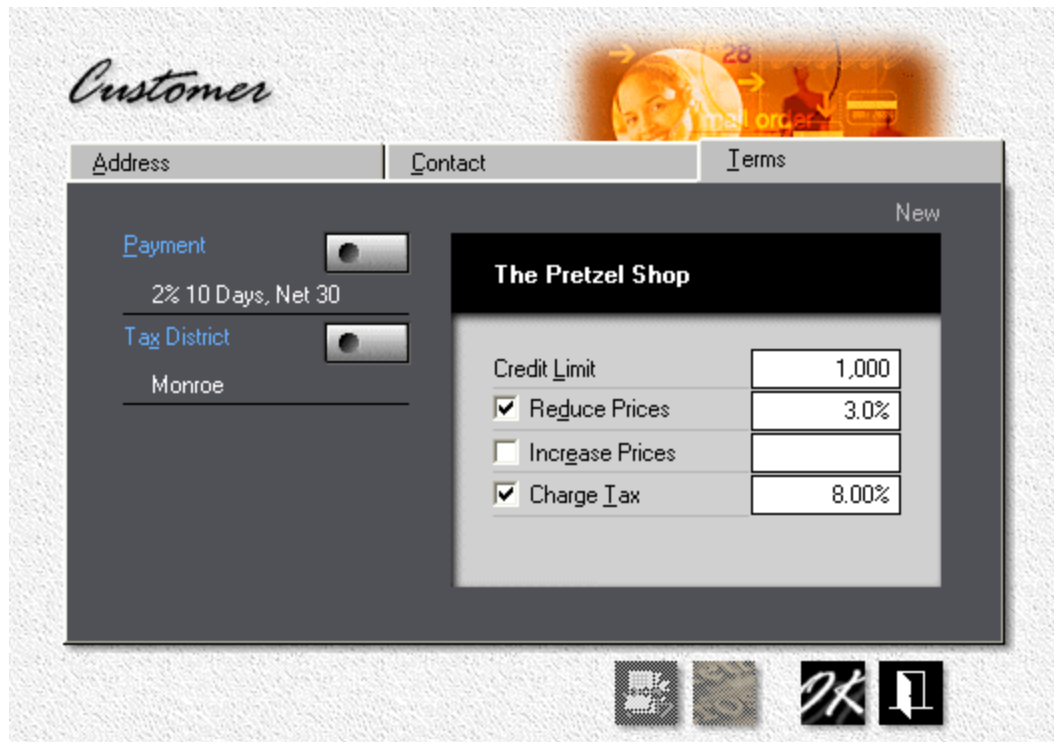 Customer
28
mail order
Address
Contact
Terms
New
Payment
2% 10 Days, Net 30
Tax District
Monroe
The Pretzel Shop
Credit Limit 1,000
Reduce Prices 3.0%
Increase Prices
Charge Tax 8.00%
OK